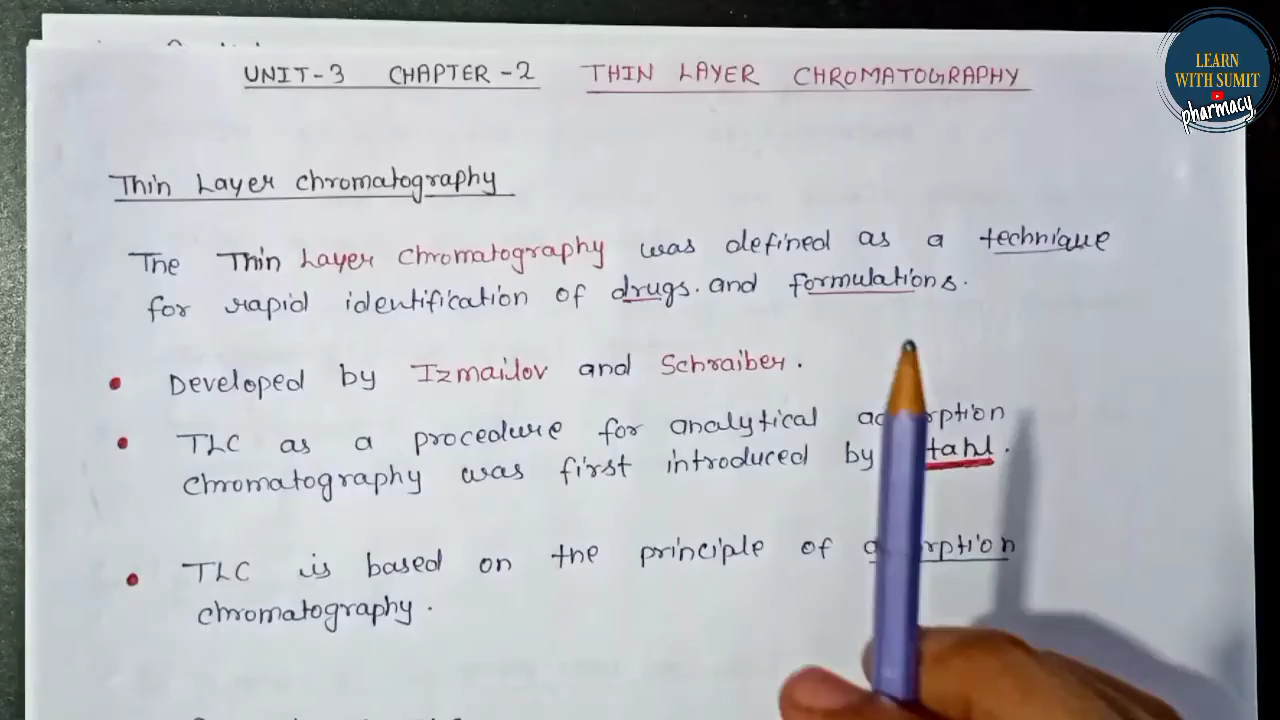 UNIT-3 CHAPTER-2 THIN LAYER CHROMATOGRAPHY
LEARN
WITH SUMIT
pharmacy
Thin Layer chromatography
The Thin Layer chromatography was defined as a technique
for rapid identification of drugs. and formulations.
• Developed by Izmailov and Schraiber.
• TLC as a procedure for analytical
chromatography was first introduced by
• TLC is based on the principle of
chromatography.